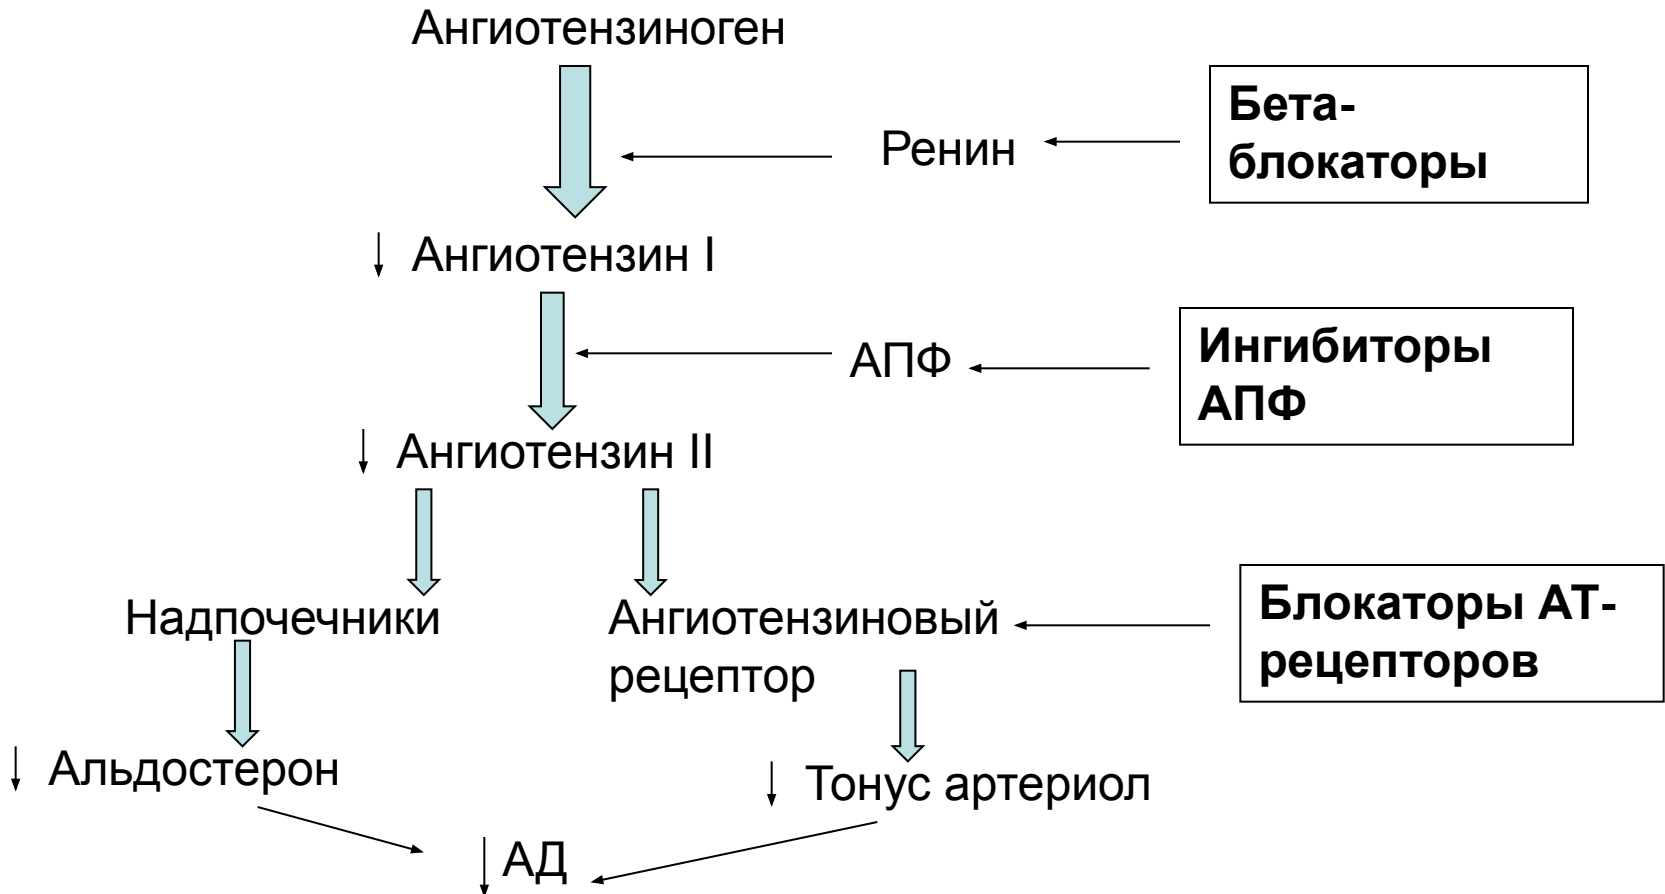 Ангиотензиноген
Бета-
блокаторы
Ренин
↓ Ангиотензин I
Ингибиторы
АПФ
АПФ
↓ Ангиотензин II
Надпочечники
Ангиотензиновый
рецептор
Блокаторы АТ-
рецепторов
↓ Альдостерон
↓ Тонус артериол
↓ АД